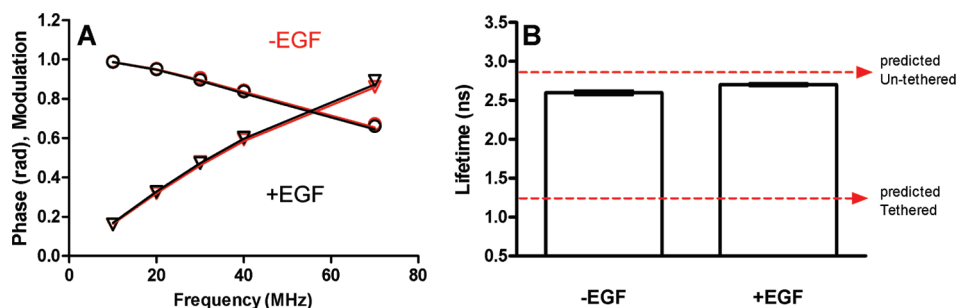 A
-EGF
+EGF
Phase (rad), Modulation
1.2
1.0
0.8
0.6
0.4
0.2
0.0
0 20 40 60 80
Frequency (MHz)
B
Lifetime (ns)
3.5
3.0
2.5
2.0
1.5
1.0
0.5
-EGF +EGF
predicted
Un-tethered
predicted
Tethered